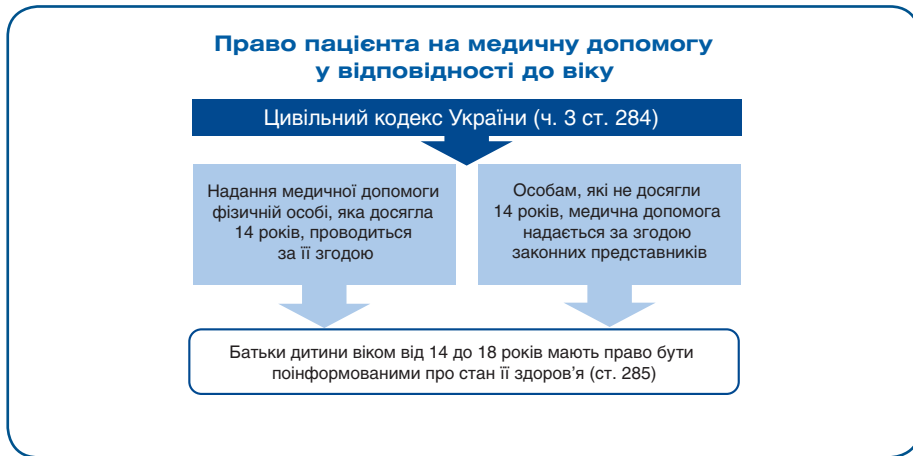 Право пацієнта на медичну допомогу
у відповідності до віку
Цивільний кодекс України (ч. 3 ст. 284)
Надання медичної допомоги
фізичній особі, яка досягла
14 років, проводиться
за її згодою
Особам, які не досягли
14 років, медична допомога
надається за згодою
законних представників
Батьки дитини віком від 14 до 18 років мають право бути
поінформованими про стан її здоров’я (ст. 285)